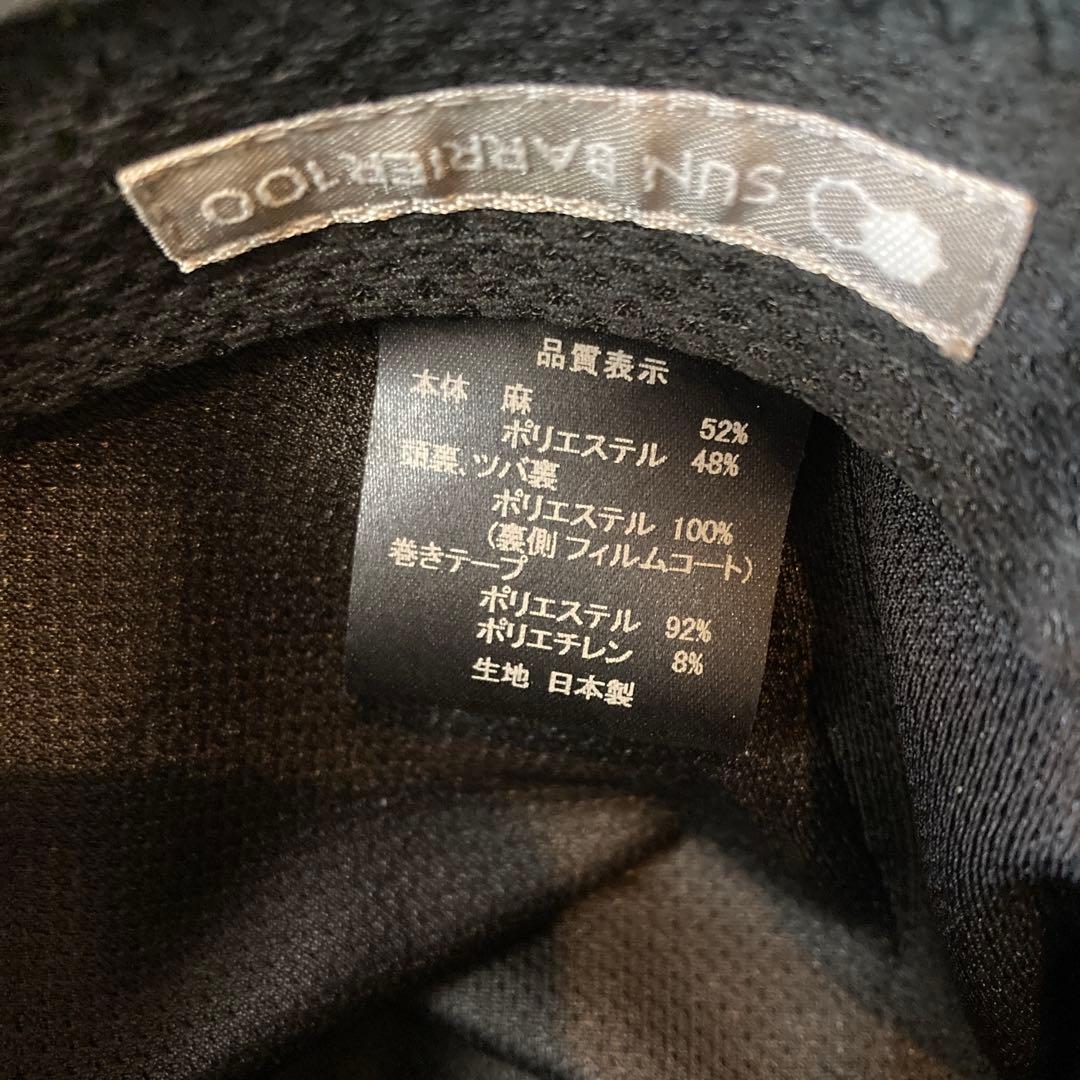 SUN BARRIER 100
品質表示
本体 麻 52%
ポリエステル 48%
頭裏、ツバ裏
ポリエステル 100%
(裏側フィルムコート)
巻きテープ
ポリエステル 92%
ポリエチレン 8%
生地 日本製